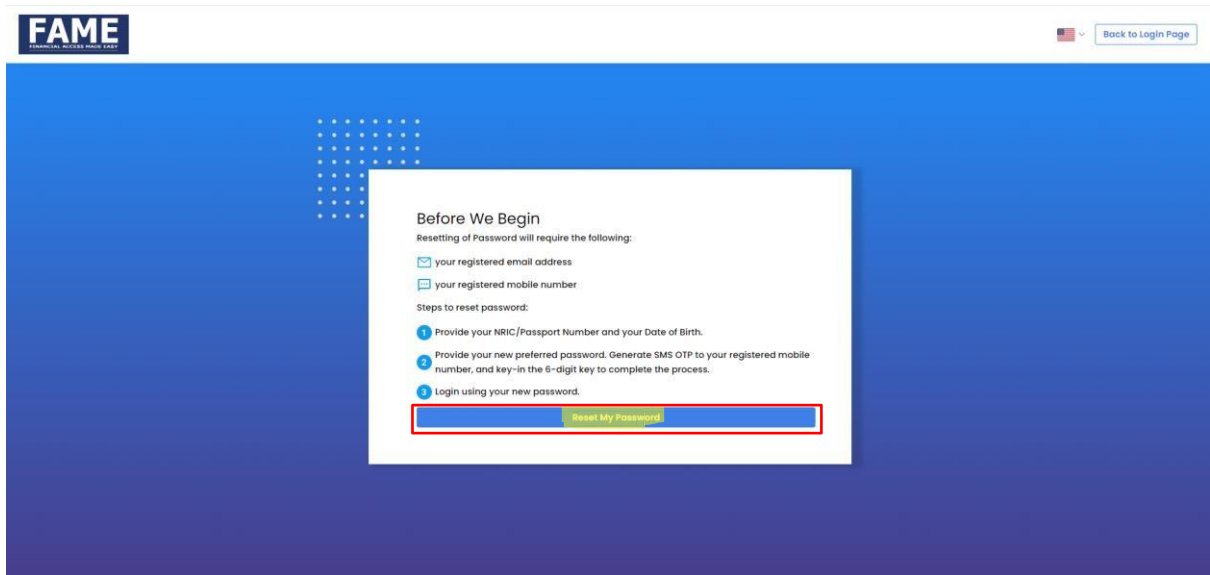 FAME
FINANCIAL ACCESS MADE EASY
Back to Login Page
Before We Begin
Resetting of Password will require the following:
your registered email address
your registered mobile number
Steps to reset password:
1 Provide your NRIC/Passport Number and your Date of Birth.
2 Provide your new preferred password. Generate SMS OTP to your registered mobile
number, and key-in the 6-digit key to complete the process.
3 Login using your new password.
Reset My Password